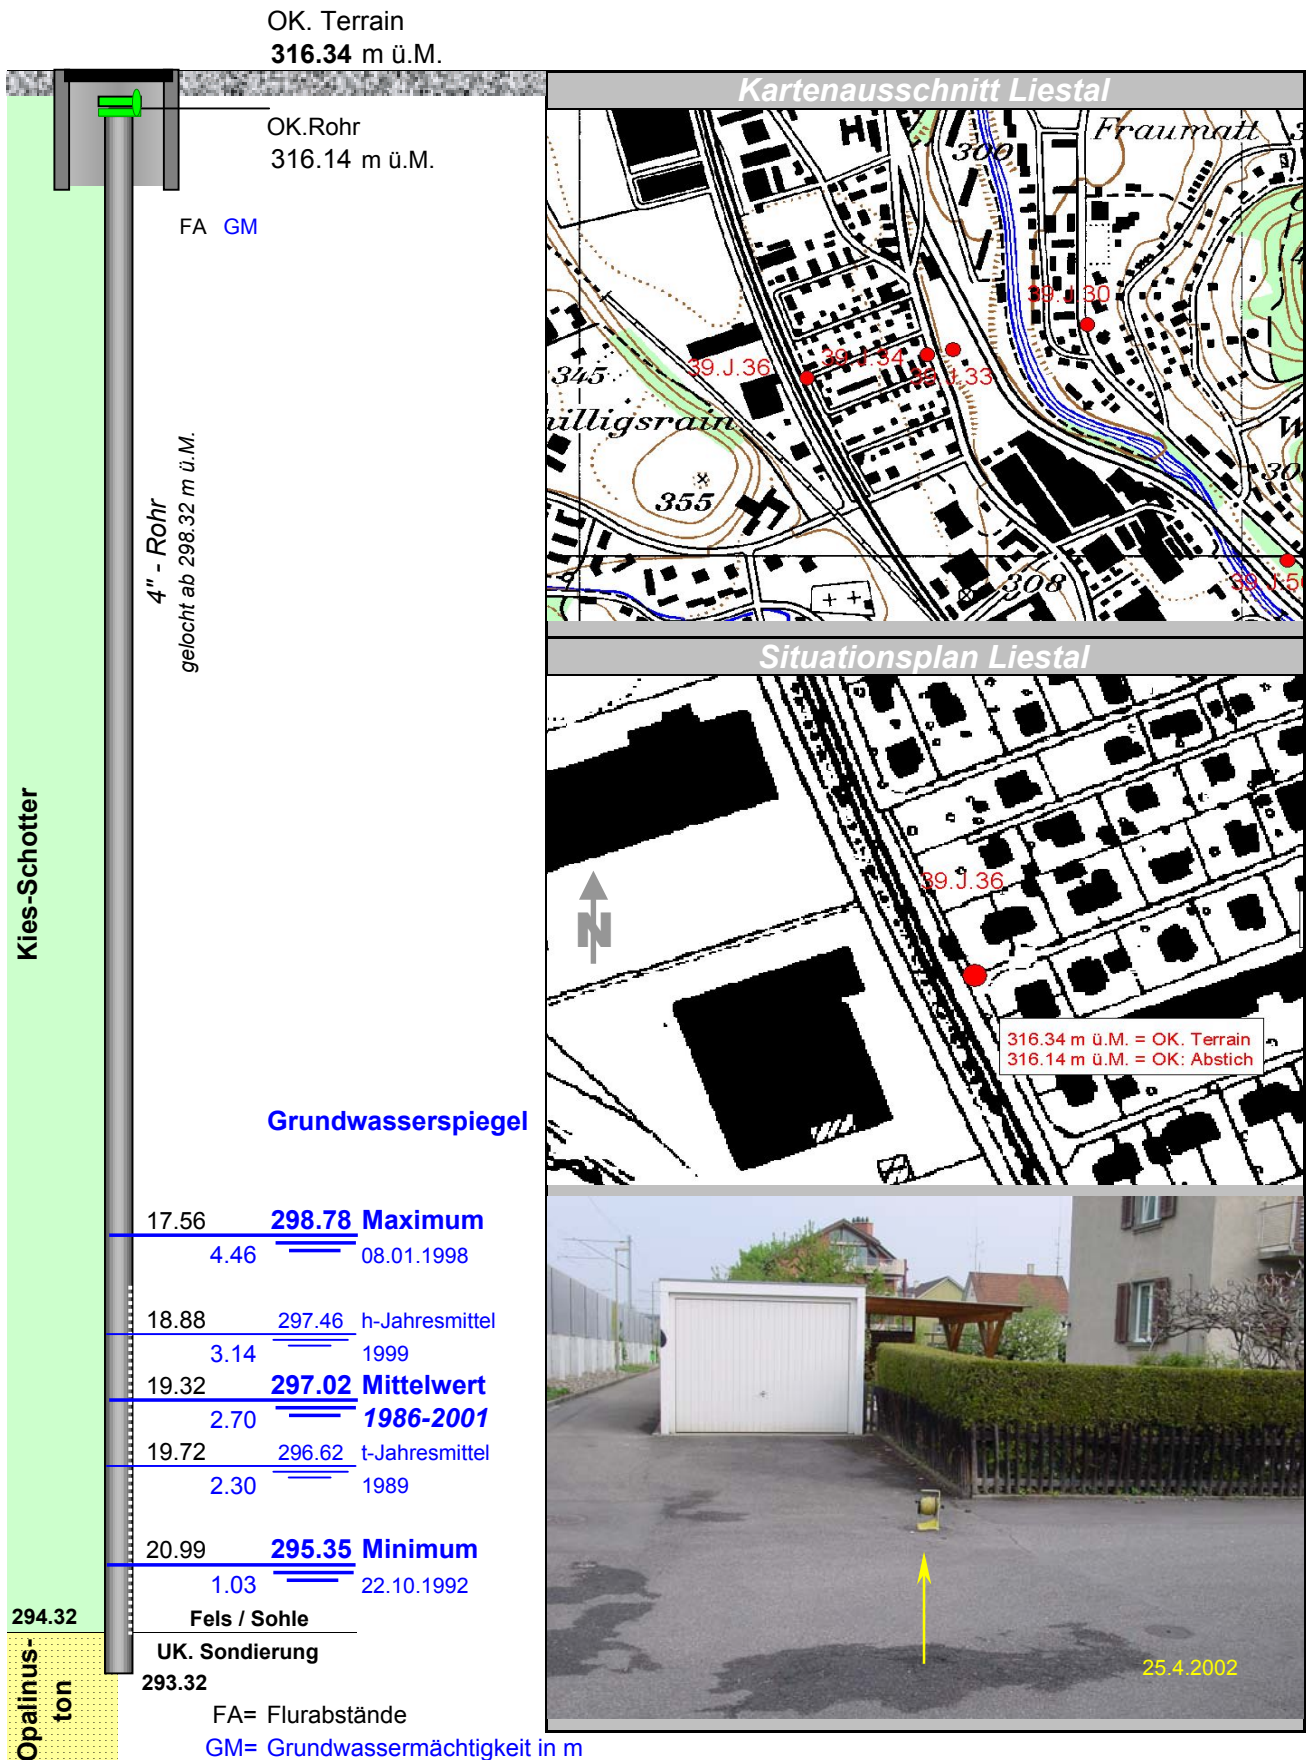 OK. Terrain
316.34 m ü.M.
OK.Rohr
316.14 m ü.M.
FA GM
4" - Rohr
gelocht ab 298.32 m ü.M.
Kies-Schotter
Grundwasserspiegel
17.56 298.78 Maximum
4.46 08.01.1998
18.88 297.46 h-Jahresmittel
3.14 1999
19.32 297.02 Mittelwert
2.70 1986-2001
19.72 296.62 t-Jahresmittel
2.30 1989
20.99 295.35 Minimum
1.03 22.10.1992
294.32 Fels / Sohle
UK. Sondierung
293.32
Opalinus-
ton
FA= Flurabstände
GM= Grundwassermächtigkeit in m
Kartenausschnitt Liestal
Fraumatt
300
39.J.30
39.J.36
39.J.34
39.J.33
345
illigsrain
355
308
Situationsplan Liestal
39.J.36
N
316.34 m ü.M. = OK. Terrain
316.14 m ü.M. = OK: Abstich
25.4.2002